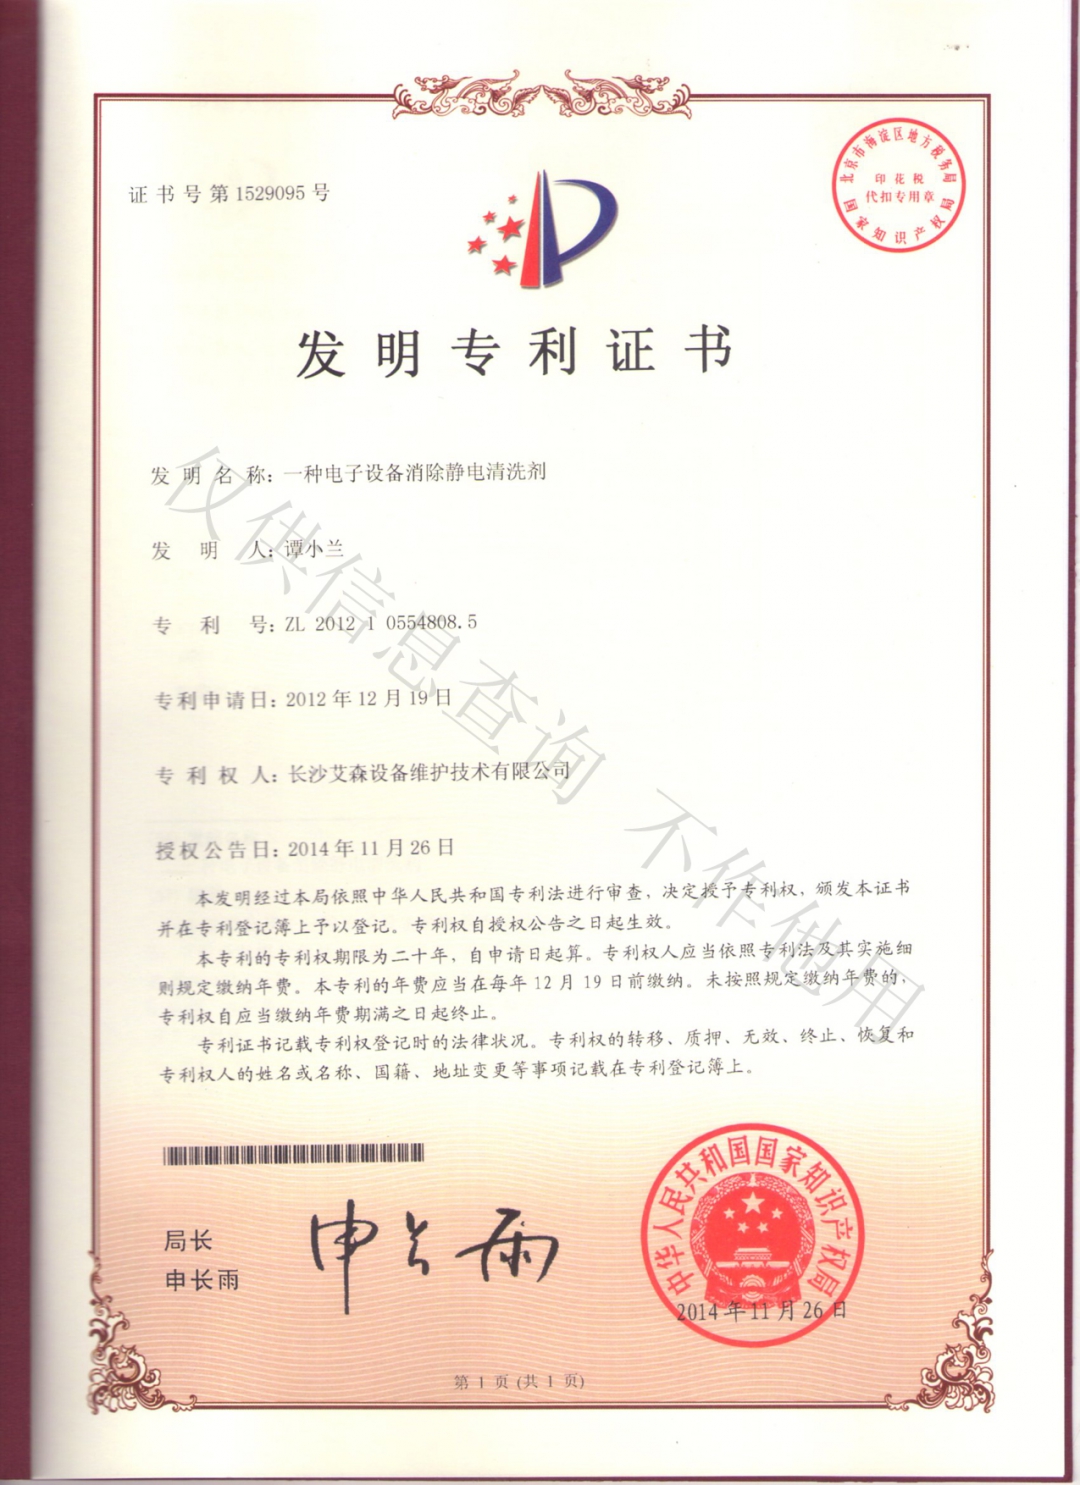 证书号第1529095号
北京市海淀区地方税务局
印花税
代扣专用章
国家知识产权局
发明专利证书
发明名称：一种电子设备消除静电清洗剂
发明人：谭小兰
专利号：ZL 2012 1 0554808.5
专利申请日：2012年12月19日
专利权人：长沙艾森设备维护技术有限公司
授权公告日：2014年11月26日
本发明经过本局依照中华人民共和国专利法进行审查，决定授予专利权，颁发本证书
并在专利登记簿上予以登记。专利权自授权公告之日起生效。
本专利的专利权期限为二十年，自申请日起算。专利权人应当依照专利法及其实施细
则规定缴纳年费。本专利的年费应当在每年12月19日前缴纳。未按照规定缴纳年费的，
专利权自应当缴纳年费期满之日起终止。
专利证书记载专利权登记时的法律状况。专利权的转移、质押、无效、终止、恢复和
专利权人的姓名或名称、国籍、地址变更等事项记载在专利登记簿上。
仅供信息查询 不作他用
局长
申长雨
申长雨
中华人民共和国国家知识产权局
2014年11月26日
第1页(共1页)